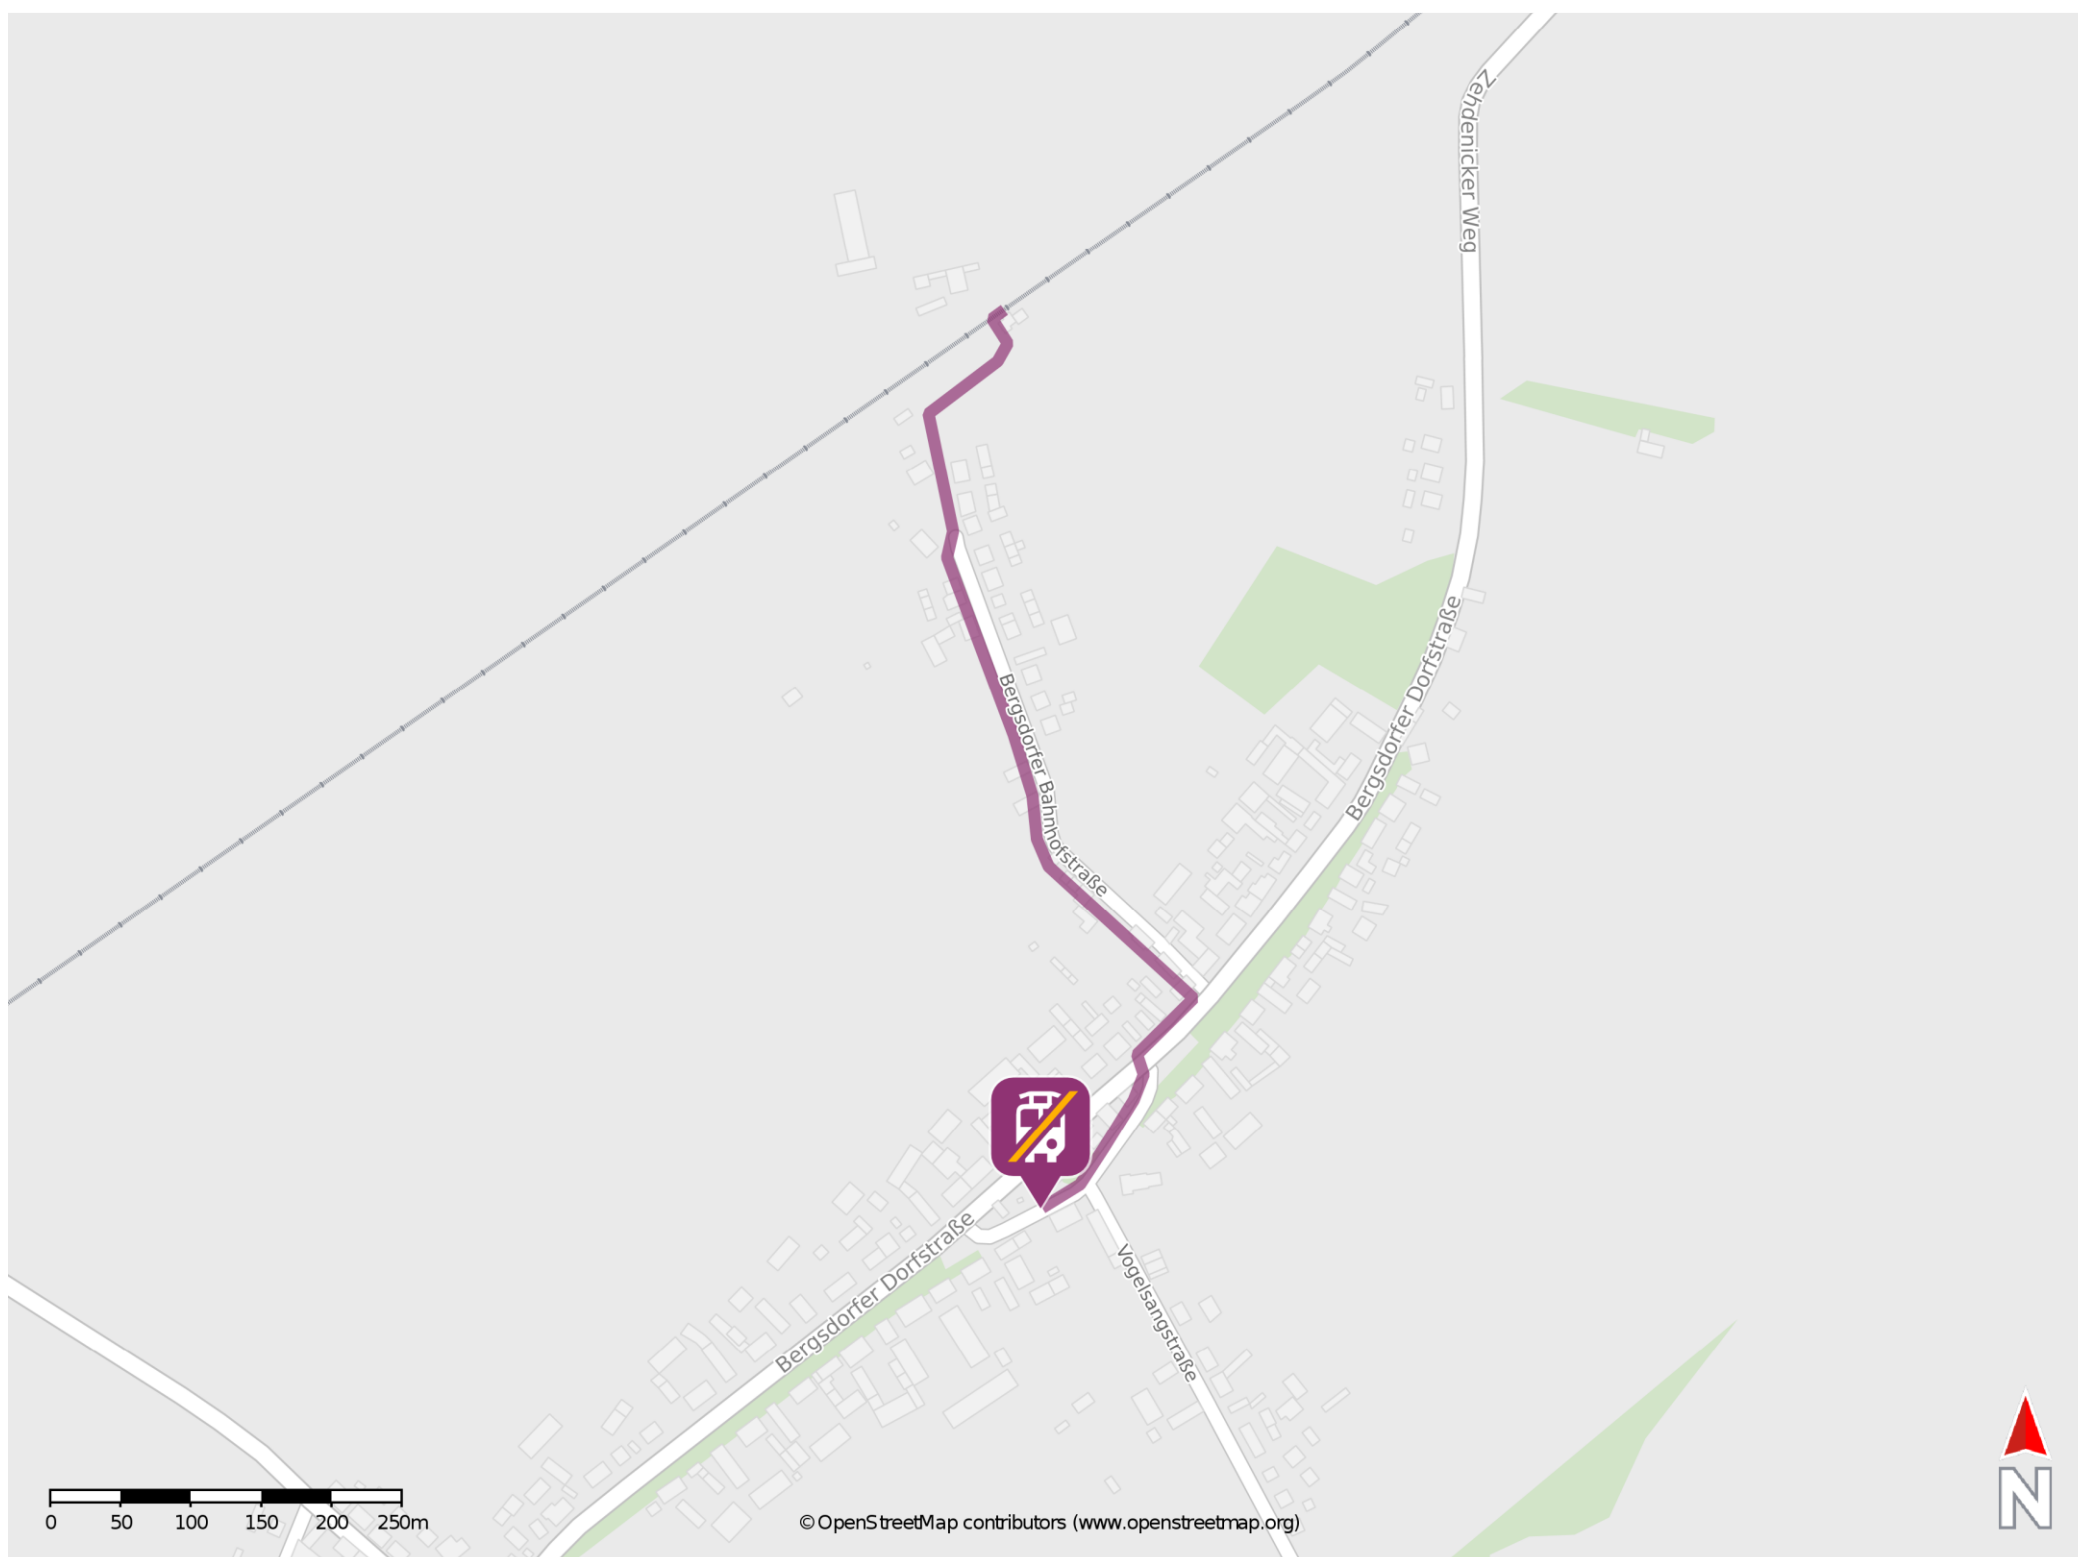 Zehdenicker Weg
Bergsdorfer Dorfstraße
Bergsdorfer Bahnhofstraße
Bergsdorfer Dorfstraße
Vogelsangstraße
0 50 100 150 200 250m
© OpenStreetMap contributors (www.openstreetmap.org)
N